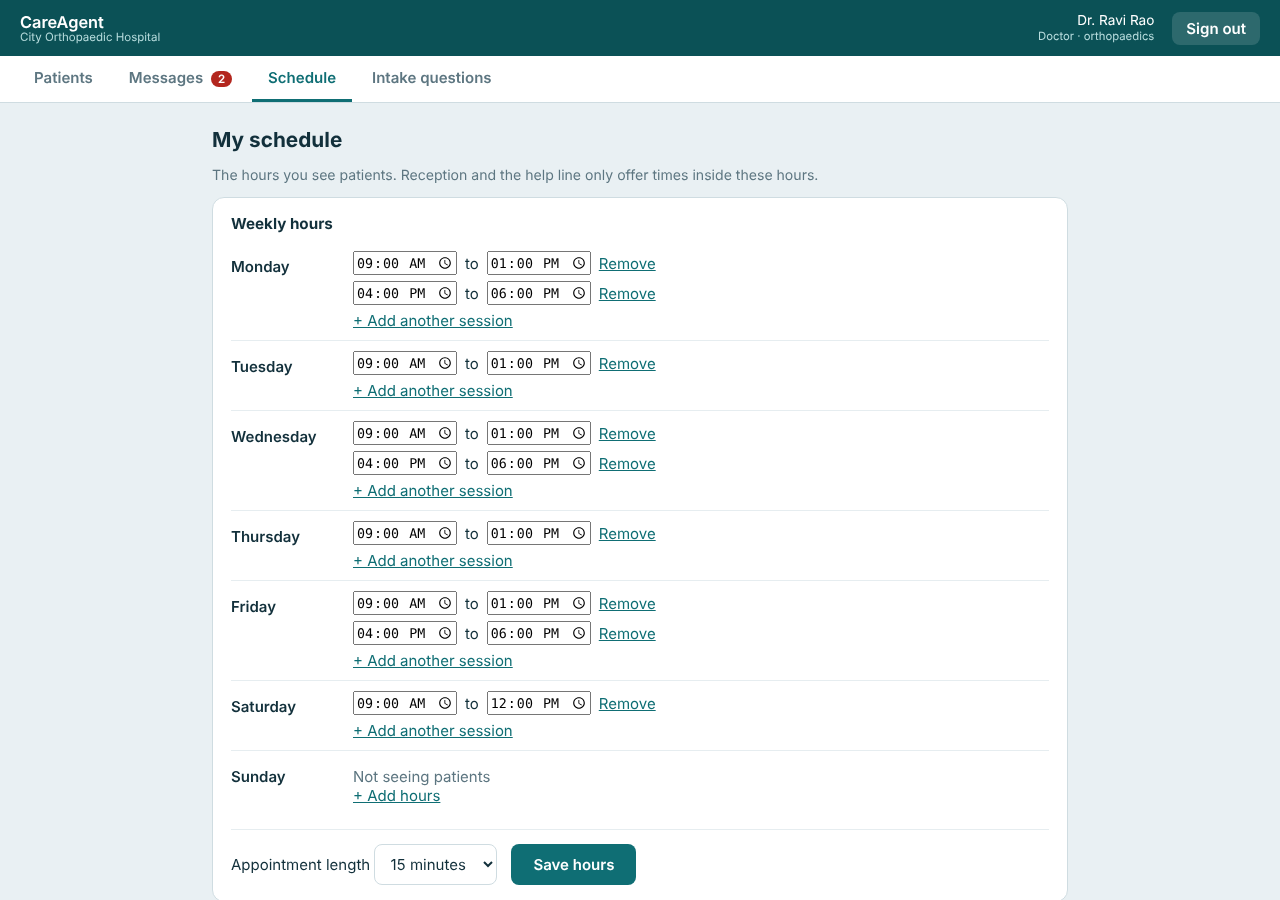 CareAgent
City Orthopaedic Hospital
Dr. Ravi Rao
Doctor · orthopaedics
Sign out
Patients
Messages 2
Schedule
Intake questions
My schedule
The hours you see patients. Reception and the help line only offer times inside these hours.
Weekly hours
Monday 09:00 AM to 01:00 PM Remove
04:00 PM to 06:00 PM Remove
+ Add another session
Tuesday 09:00 AM to 01:00 PM Remove
+ Add another session
Wednesday 09:00 AM to 01:00 PM Remove
04:00 PM to 06:00 PM Remove
+ Add another session
Thursday 09:00 AM to 01:00 PM Remove
+ Add another session
Friday 09:00 AM to 01:00 PM Remove
04:00 PM to 06:00 PM Remove
+ Add another session
Saturday 09:00 AM to 12:00 PM Remove
+ Add another session
Sunday Not seeing patients
+ Add hours
Appointment length 15 minutes Save hours